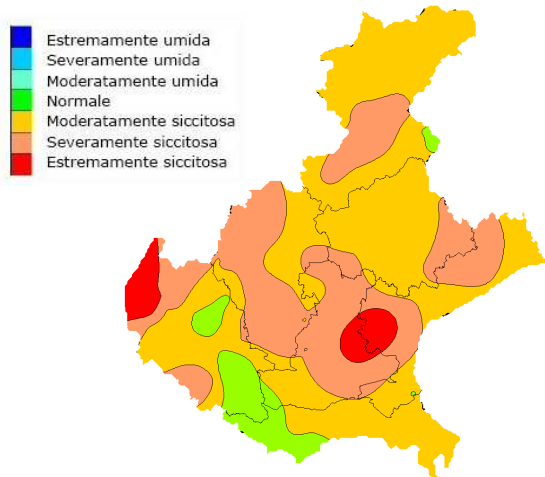 Estremamente umida
Severamente umida
Moderatamente umida
Normale
Moderatamente siccitosa
Severamente siccitosa
Estremamente siccitosa